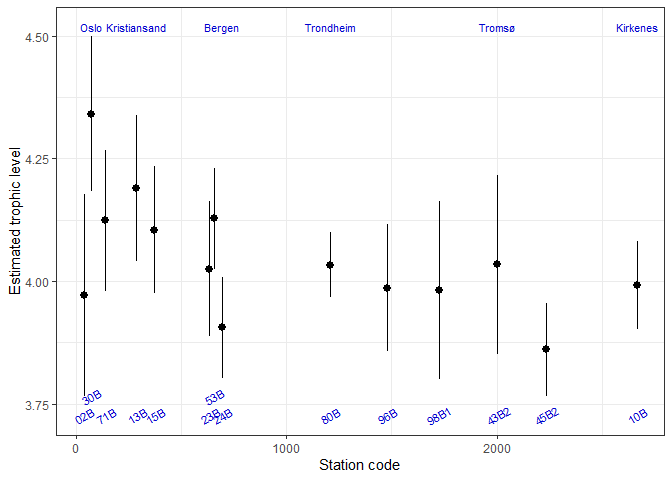 Oslo Kristiansand Bergen Trondheim Tromsø Kirkenes
4.50
4.25
4.00
3.75
Estimated trophic level
30B 53B
02B 71B 13B 15B 23B 24B 80B 96B 98B1 43B2 45B2 10B
0 1000 2000
Station code